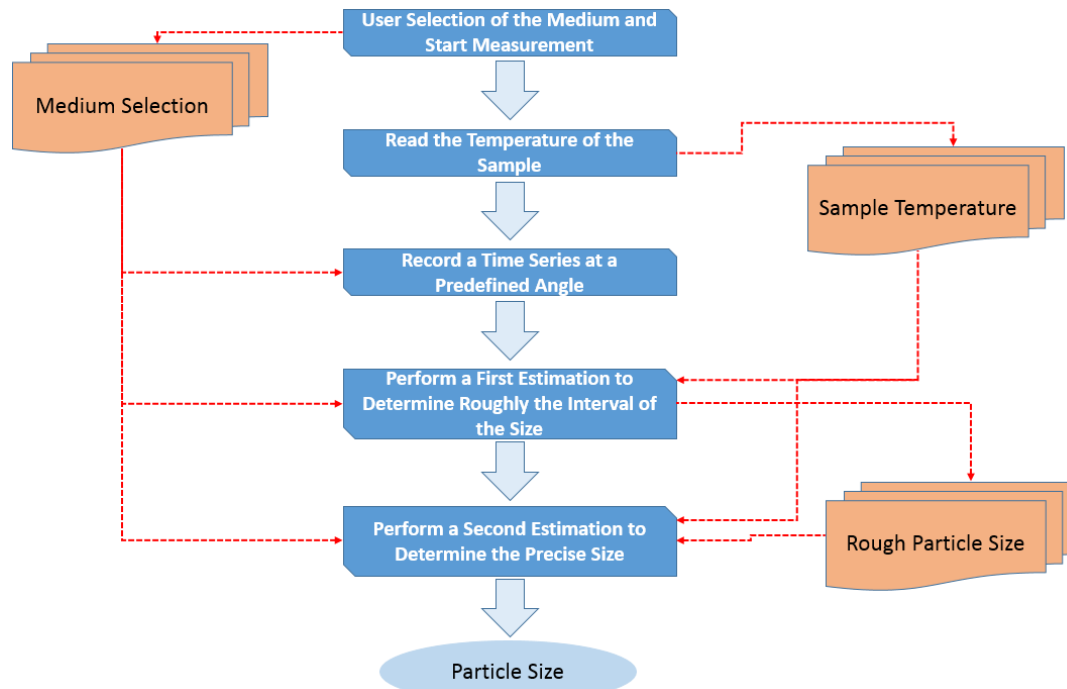 User Selection of the Medium and
Start Measurement
Medium Selection
Read the Temperature of the
Sample
Sample Temperature
Record a Time Series at a
Predefined Angle
Perform a First Estimation to
Determine Roughly the Interval of
the Size
Perform a Second Estimation to
Determine the Precise Size
Rough Particle Size
Particle Size